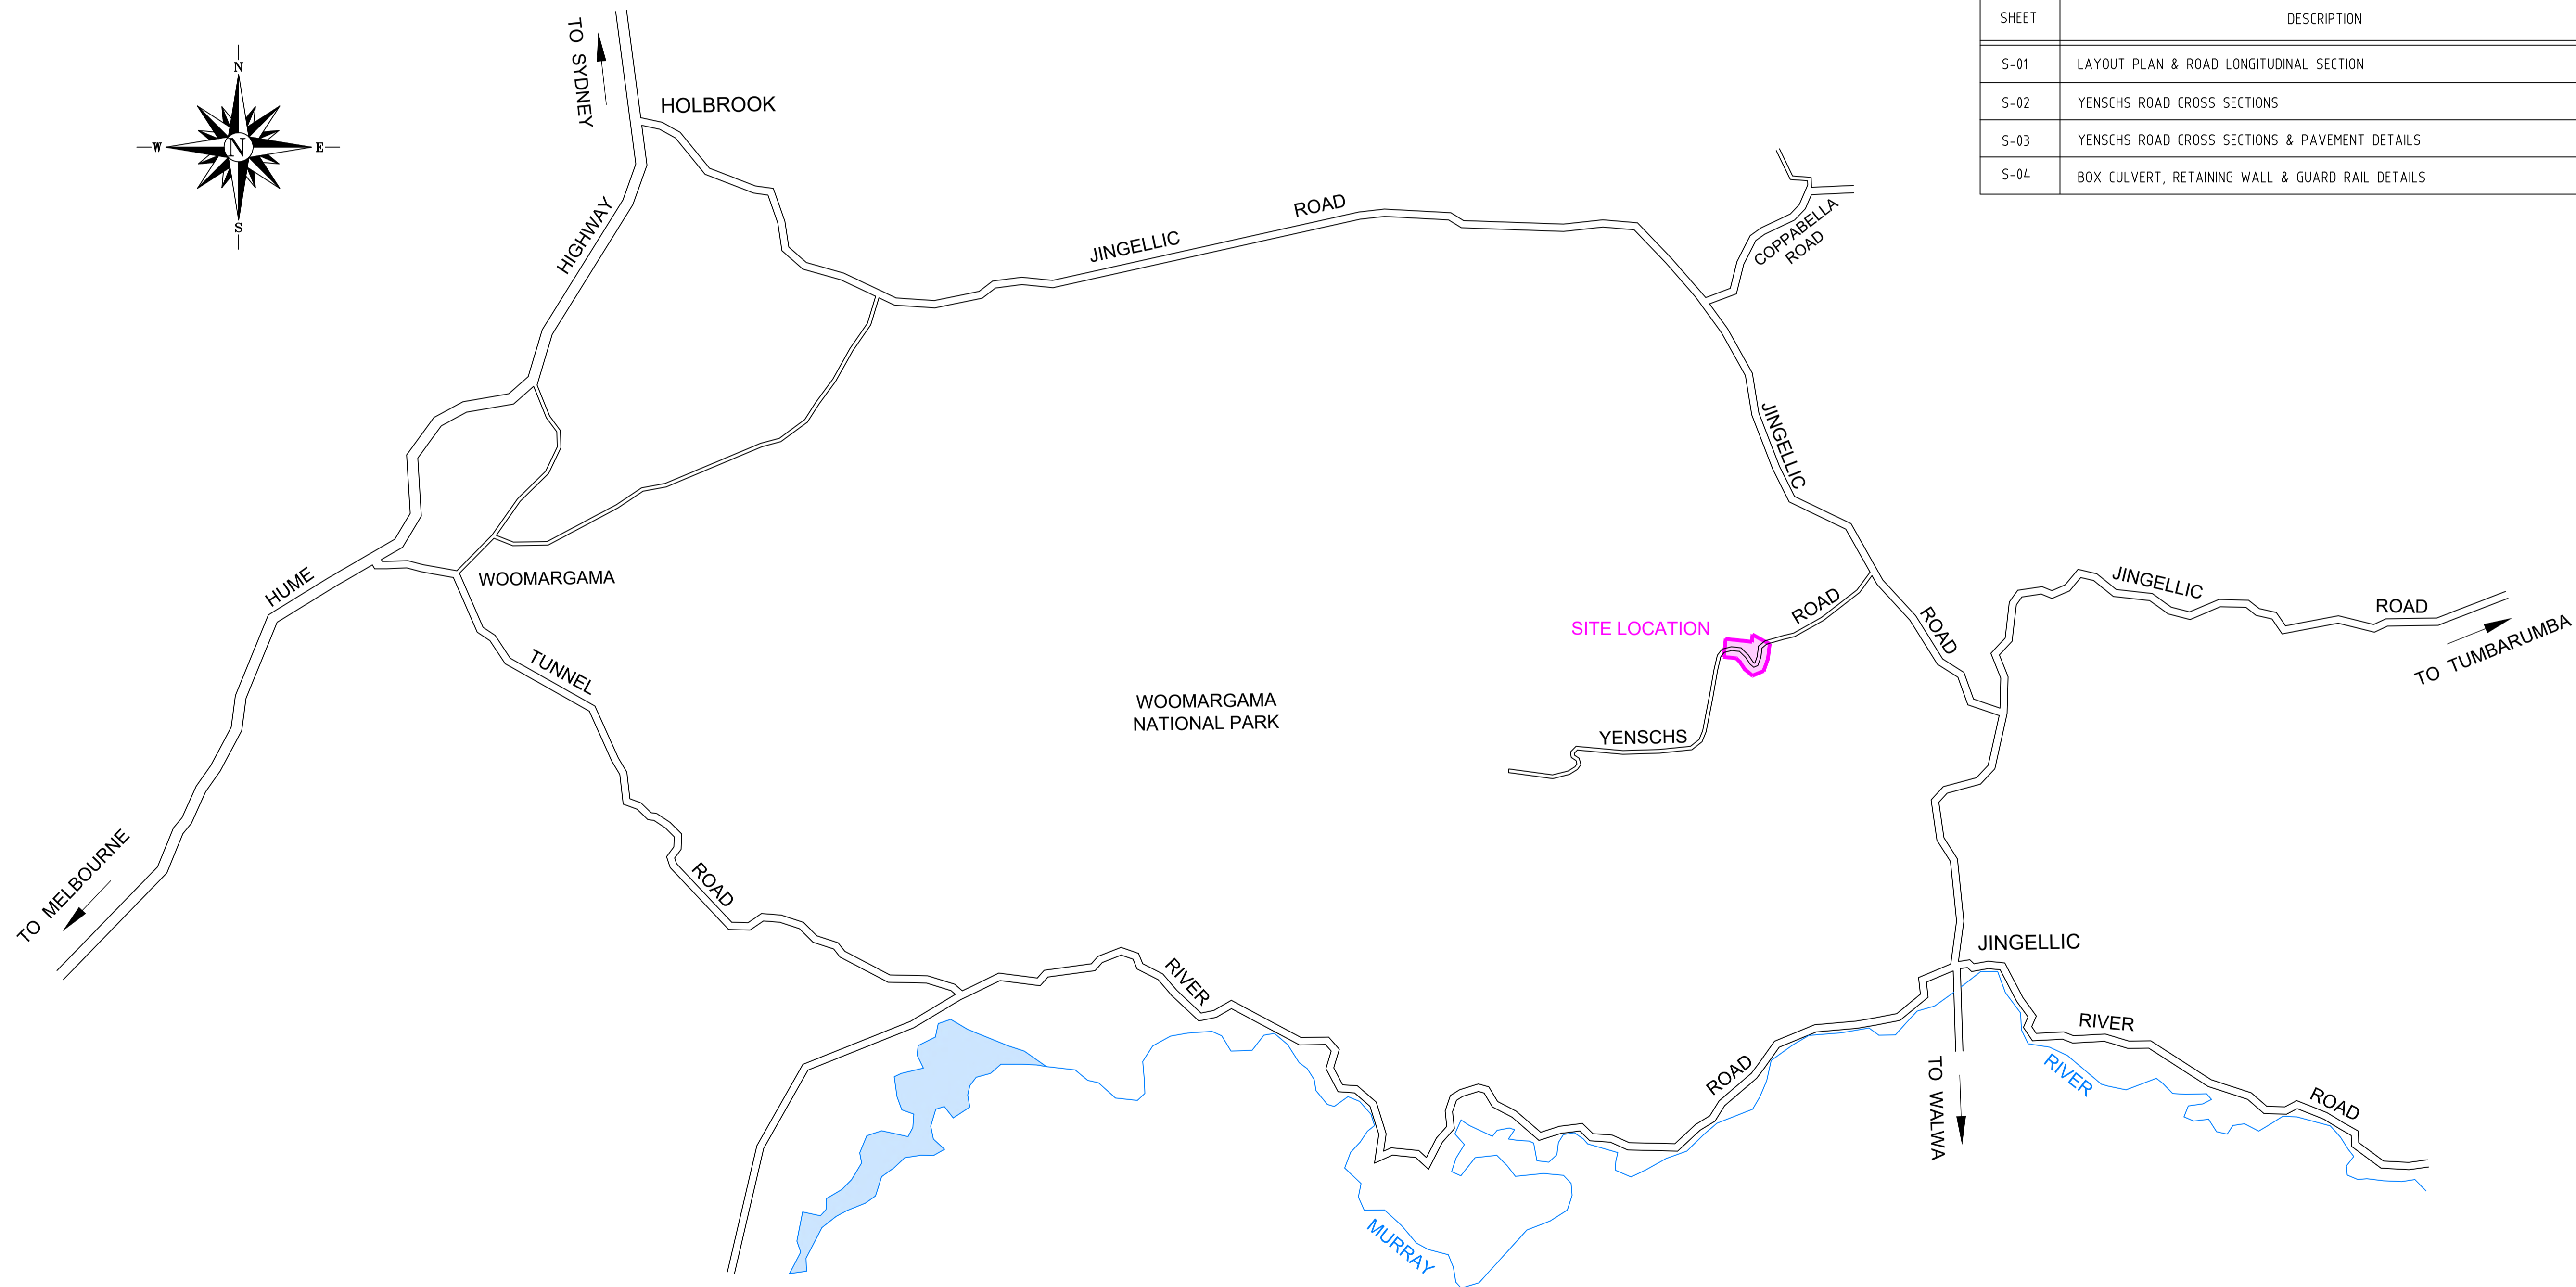 SHEET DESCRIPTION
S-01 LAYOUT PLAN & ROAD LONGITUDINAL SECTION
S-02 YENSCHS ROAD CROSS SECTIONS
S-03 YENSCHS ROAD CROSS SECTIONS & PAVEMENT DETAILS
S-04 BOX CULVERT, RETAINING WALL & GUARD RAIL DETAILS
N
W
N
E
S
TO SYDNEY
HOLBROOK
HIGHWAY
JINGELLIC
ROAD
COPPABELLA
ROAD
JINGELLIC
HUME
WOOMARGAMA
TUNNEL
SITE LOCATION
ROAD
ROAD
JINGELLIC
ROAD
TO TUMBARUMBA
WOOMARGAMA
NATIONAL PARK
YENSCHS
TO MELBOURNE
ROAD
RIVER
JINGELLIC
ROAD
RIVER
RIVER
ROAD
TO WALWA
MURRAY